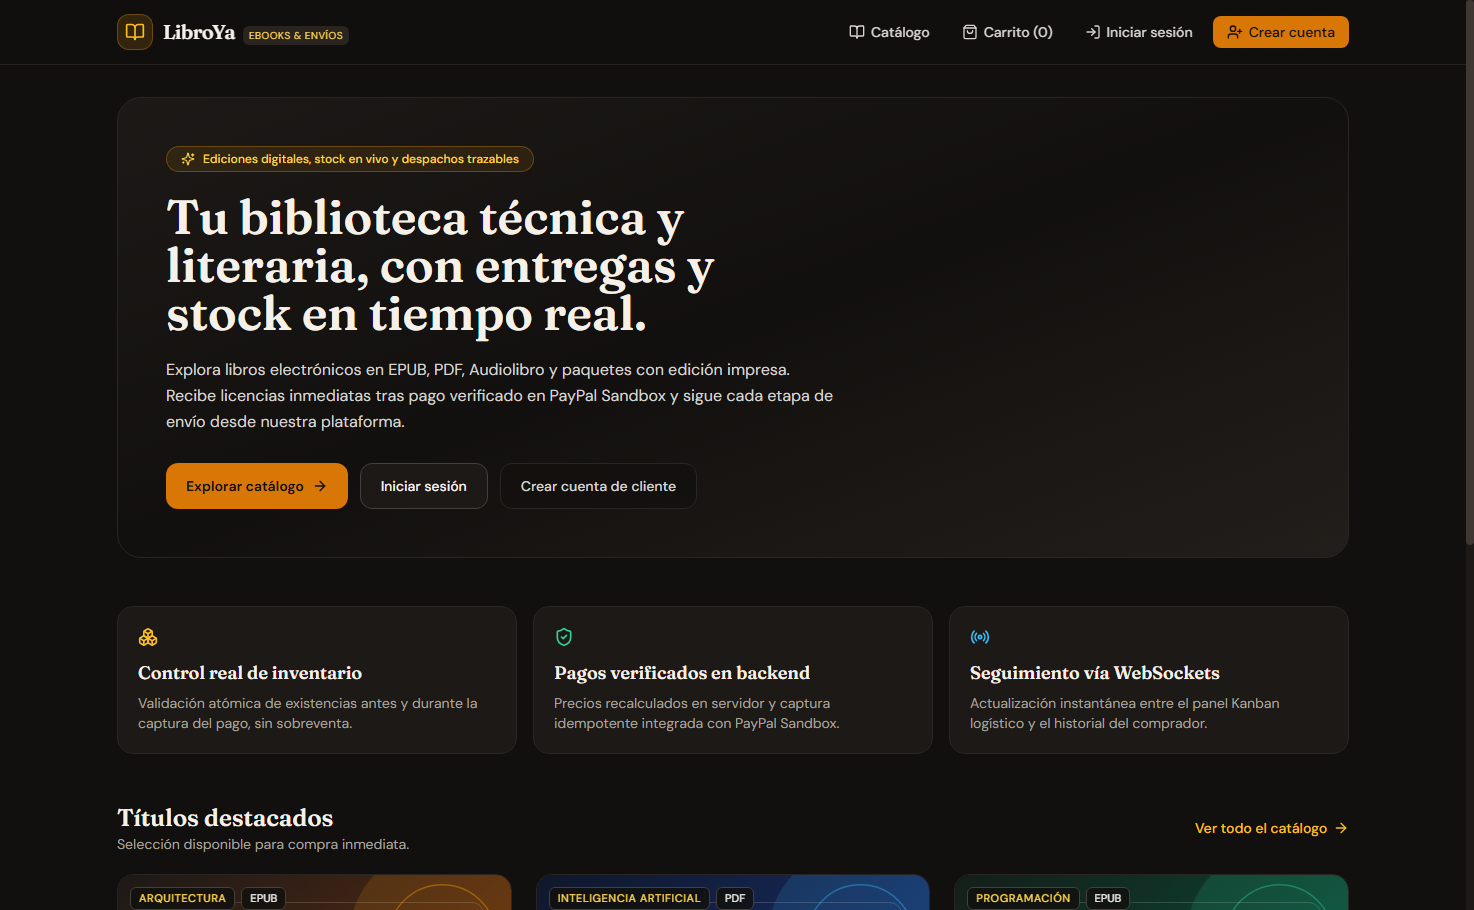 LibroYa EBOOKS & ENVÍOS
Catálogo
Carrito (0)
Iniciar sesión
Crear cuenta
Ediciones digitales, stock en vivo y despachos trazables
Tu biblioteca técnica y
literaria, con entregas y
stock en tiempo real.
Explora libros electrónicos en EPUB, PDF, Audiolibro y paquetes con edición impresa.
Recibe licencias inmediatas tras pago verificado en PayPal Sandbox y sigue cada etapa de
envío desde nuestra plataforma.
Explorar catálogo
Iniciar sesión
Crear cuenta de cliente
Control real de inventario
Validación atómica de existencias antes y durante la
captura del pago, sin sobreventa.
Pagos verificados en backend
Precios recalculados en servidor y captura
idempotente integrada con PayPal Sandbox.
Seguimiento vía WebSockets
Actualización instantánea entre el panel Kanban
logístico y el historial del comprador.
Títulos destacados
Selección disponible para compra inmediata.
Ver todo el catálogo
ARQUITECTURA EPUB
INTELIGENCIA ARTIFICIAL PDF
PROGRAMACIÓN EPUB